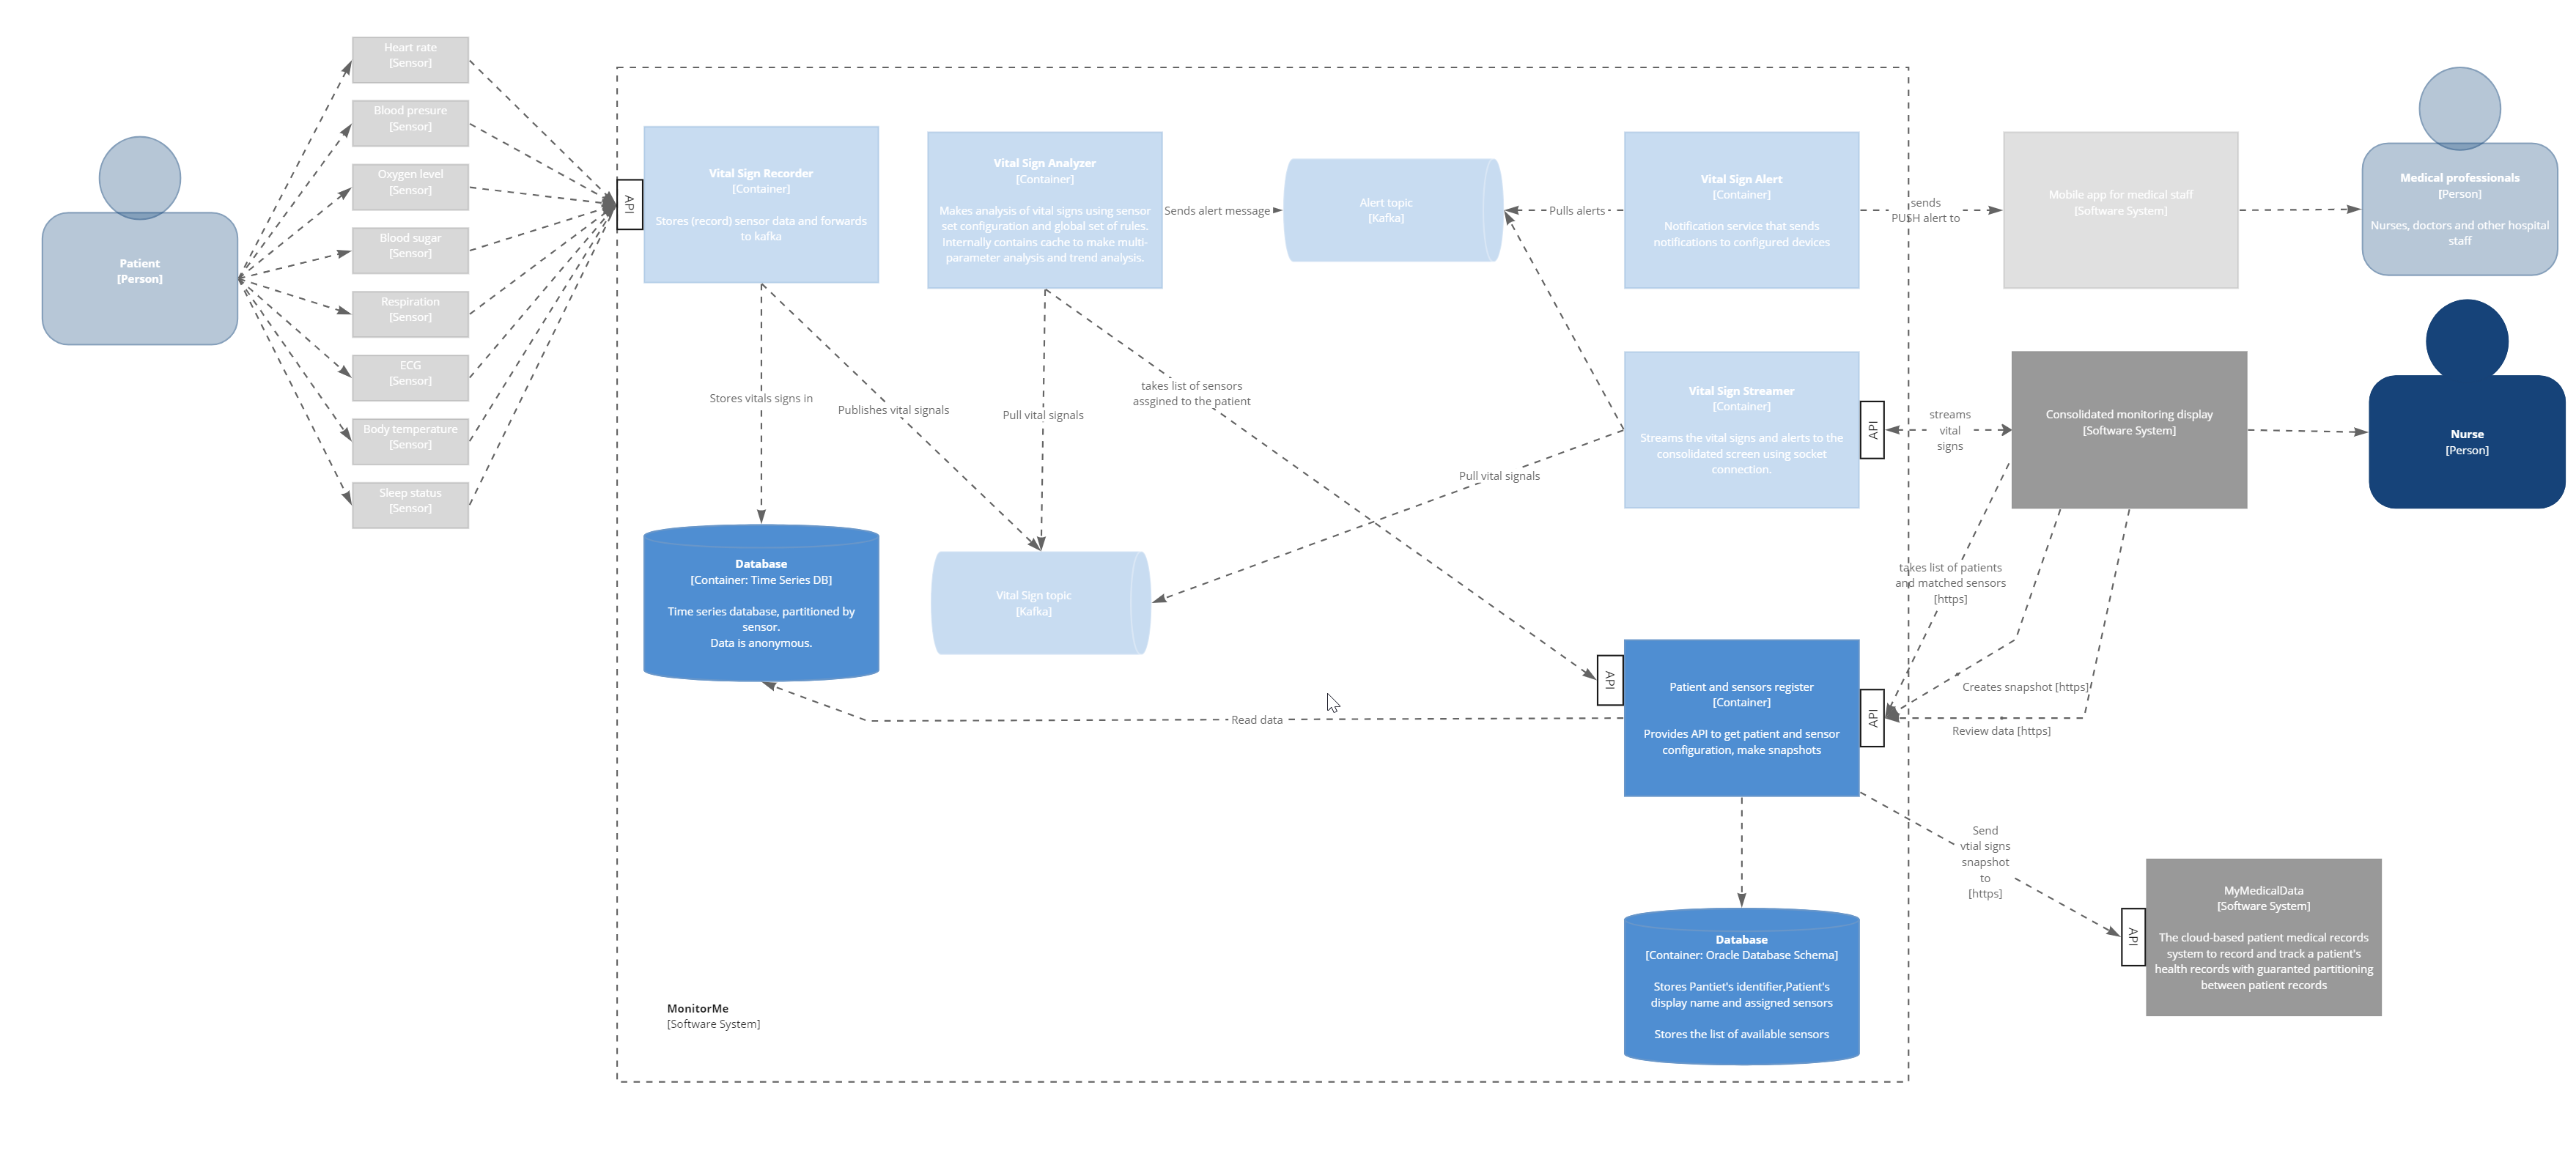 Patient
[Person]
Heart rate
[Sensor]
Blood presure
[Sensor]
Oxygen level
[Sensor]
Blood sugar
[Sensor]
Respiration
[Sensor]
ECG
[Sensor]
Body temperature
[Sensor]
Sleep status
[Sensor]
API
Vital Sign Recorder
[Container]
Stores (record) sensor data and forwards
to kafka
Vital Sign Analyzer
[Container]
Makes analysis of vital signs using sensor
set configuration and global set of rules.
Internally contains cache to make multi-
parameter analysis and trend analysis.
Sends alert message
Alert topic
[Kafka]
Pulls alerts
Vital Sign Alert
[Container]
Notification service that sends
notifications to configured devices
sends
PUSH alert to
Mobile app for medical staff
[Software System]
Medical professionals
[Person]
Nurses, doctors and other hospital
staff
Stores vitals signs in
Publishes vital signals
Pull vital signals
takes list of sensors
assgined to the patient
Pull vital signals
Vital Sign Streamer
[Container]
Streams the vital signs and alerts to the
consolidated screen using socket
connection.
API
streams
vital
signs
Consolidated monitoring display
[Software System]
Nurse
[Person]
Database
[Container: Time Series DB]
Time series database, partitioned by
sensor.
Data is anonymous.
Vital Sign topic
[Kafka]
takes list of patients
and matched sensors
[https]
API
Patient and sensors register
[Container]
Provides API to get patient and sensor
configuration, make snapshots
API
Creates snapshot [https]
Review data [https]
Read data
Send
vtial signs
snapshot
to
[https]
API
MyMedicalData
[Software System]
The cloud-based patient medical records
system to record and track a patient's
health records with guaranted partitioning
between patient records
Database
[Container: Oracle Database Schema]
Stores Pantiet's identifier,Patient's
display name and assigned sensors
Stores the list of available sensors
MonitorMe
[Software System]